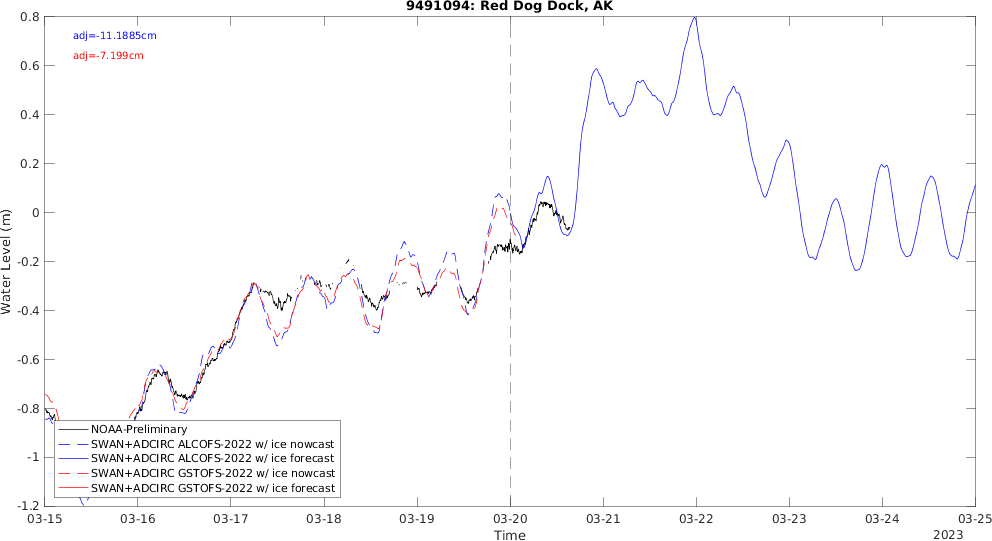 9491094: Red Dog Dock, AK
adj=-11.1885cm
adj=-7.199cm
Water Level (m)
0.8
0.6
0.4
0.2
0
-0.2
-0.4
-0.6
-0.8
-1
-1.2
NOAA-Preliminary
SWAN+ADCIRC ALCOFS-2022 w/ ice nowcast
SWAN+ADCIRC ALCOFS-2022 w/ ice forecast
SWAN+ADCIRC GSTOFS-2022 w/ ice nowcast
SWAN+ADCIRC GSTOFS-2022 w/ ice forecast
03-15 03-16 03-17 03-18 03-19 03-20 03-21 03-22 03-23 03-24 03-25
Time
2023